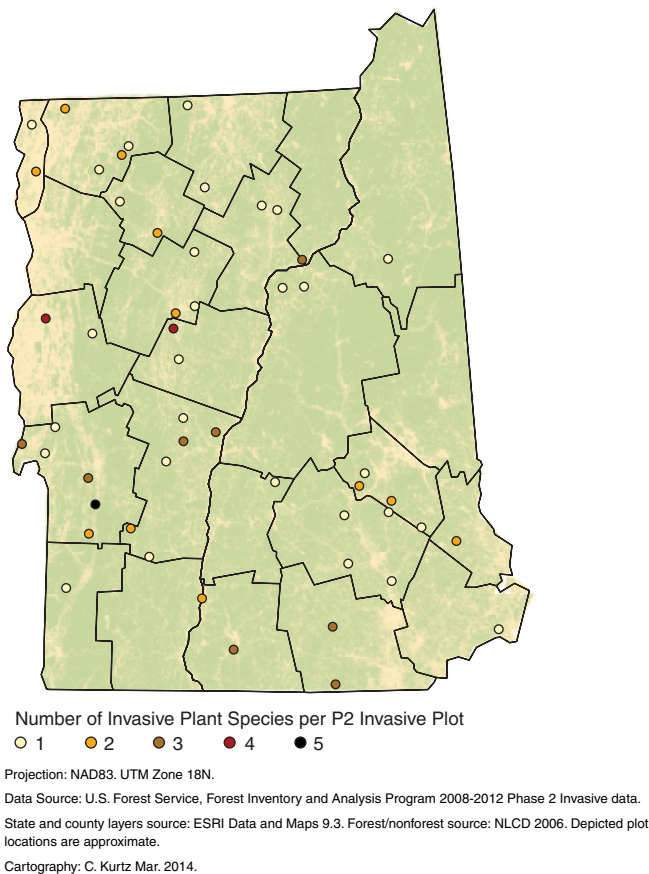 Number of Invasive Plant Species per P2 Invasive Plot
1 2 3 4 5
Projection: NAD83. UTM Zone 18N.
Data Source: U.S. Forest Service, Forest Inventory and Analysis Program 2008-2012 Phase 2 Invasive data.
State and county layers source: ESRI Data and Maps 9.3. Forest/nonforest source: NLCD 2006. Depicted plot
locations are approximate.
Cartography: C. Kurtz Mar. 2014.